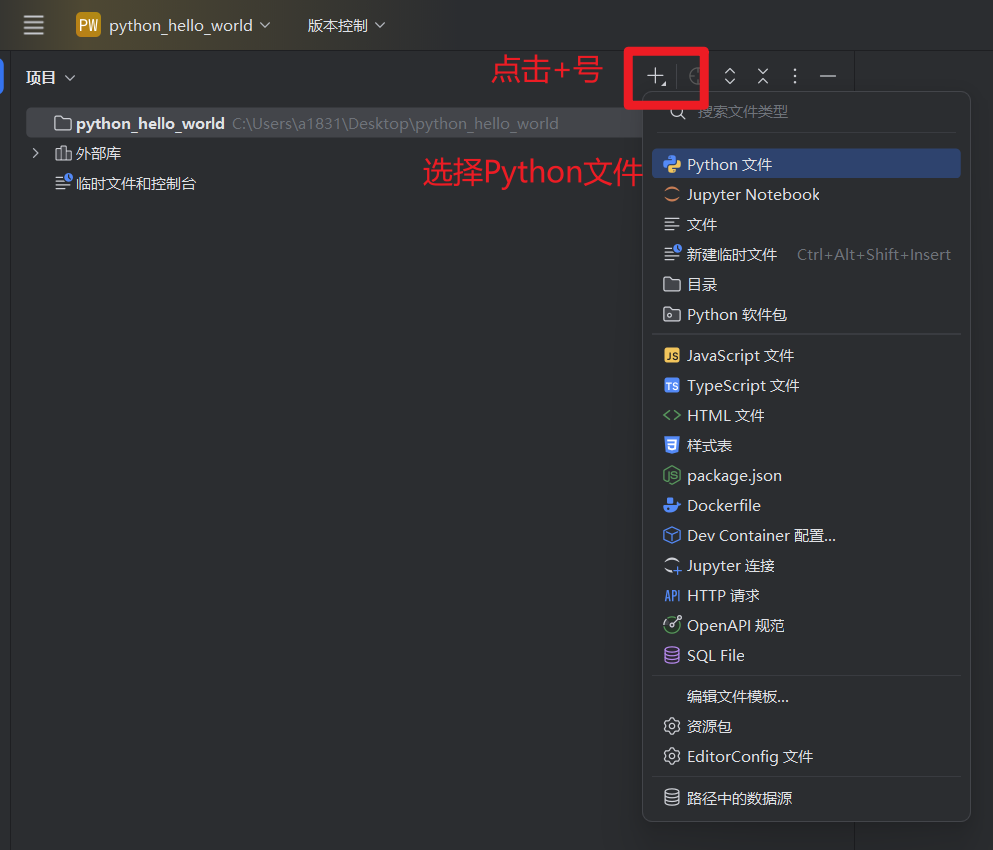 PW python_hello_world 版本控制
点击+号
项目
搜索文件类型
python_hello_world C:\Users\a1831\Desktop\python_hello_world
外部库
临时文件和控制台
选择Python文件
Python 文件
Jupyter Notebook
文件
新建临时文件 Ctrl+Alt+Shift+Insert
目录
Python 软件包
JS JavaScript 文件
TS TypeScript 文件
<> HTML 文件
样式表
JS package.json
Dockerfile
Dev Container 配置...
Jupyter 连接
API HTTP 请求
OpenAPI 规范
SQL File
编辑文件模板...
资源包
EditorConfig 文件
路径中的数据源